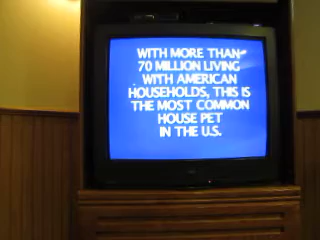 WITH MORE THAN
70 MILLION LIVING
WITH AMERICAN
HOUSEHOLDS, THIS IS
THE MOST COMMON
HOUSE PET
IN THE U.S.